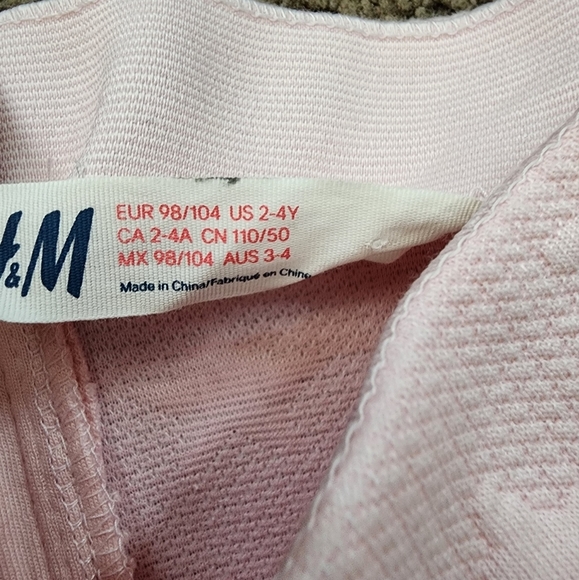 H&M
EUR 98/104 US 2-4Y
CA 2-4A CN 110/50
MX 98/104 AUS 3-4
Made in China/Fabriqué en Chine